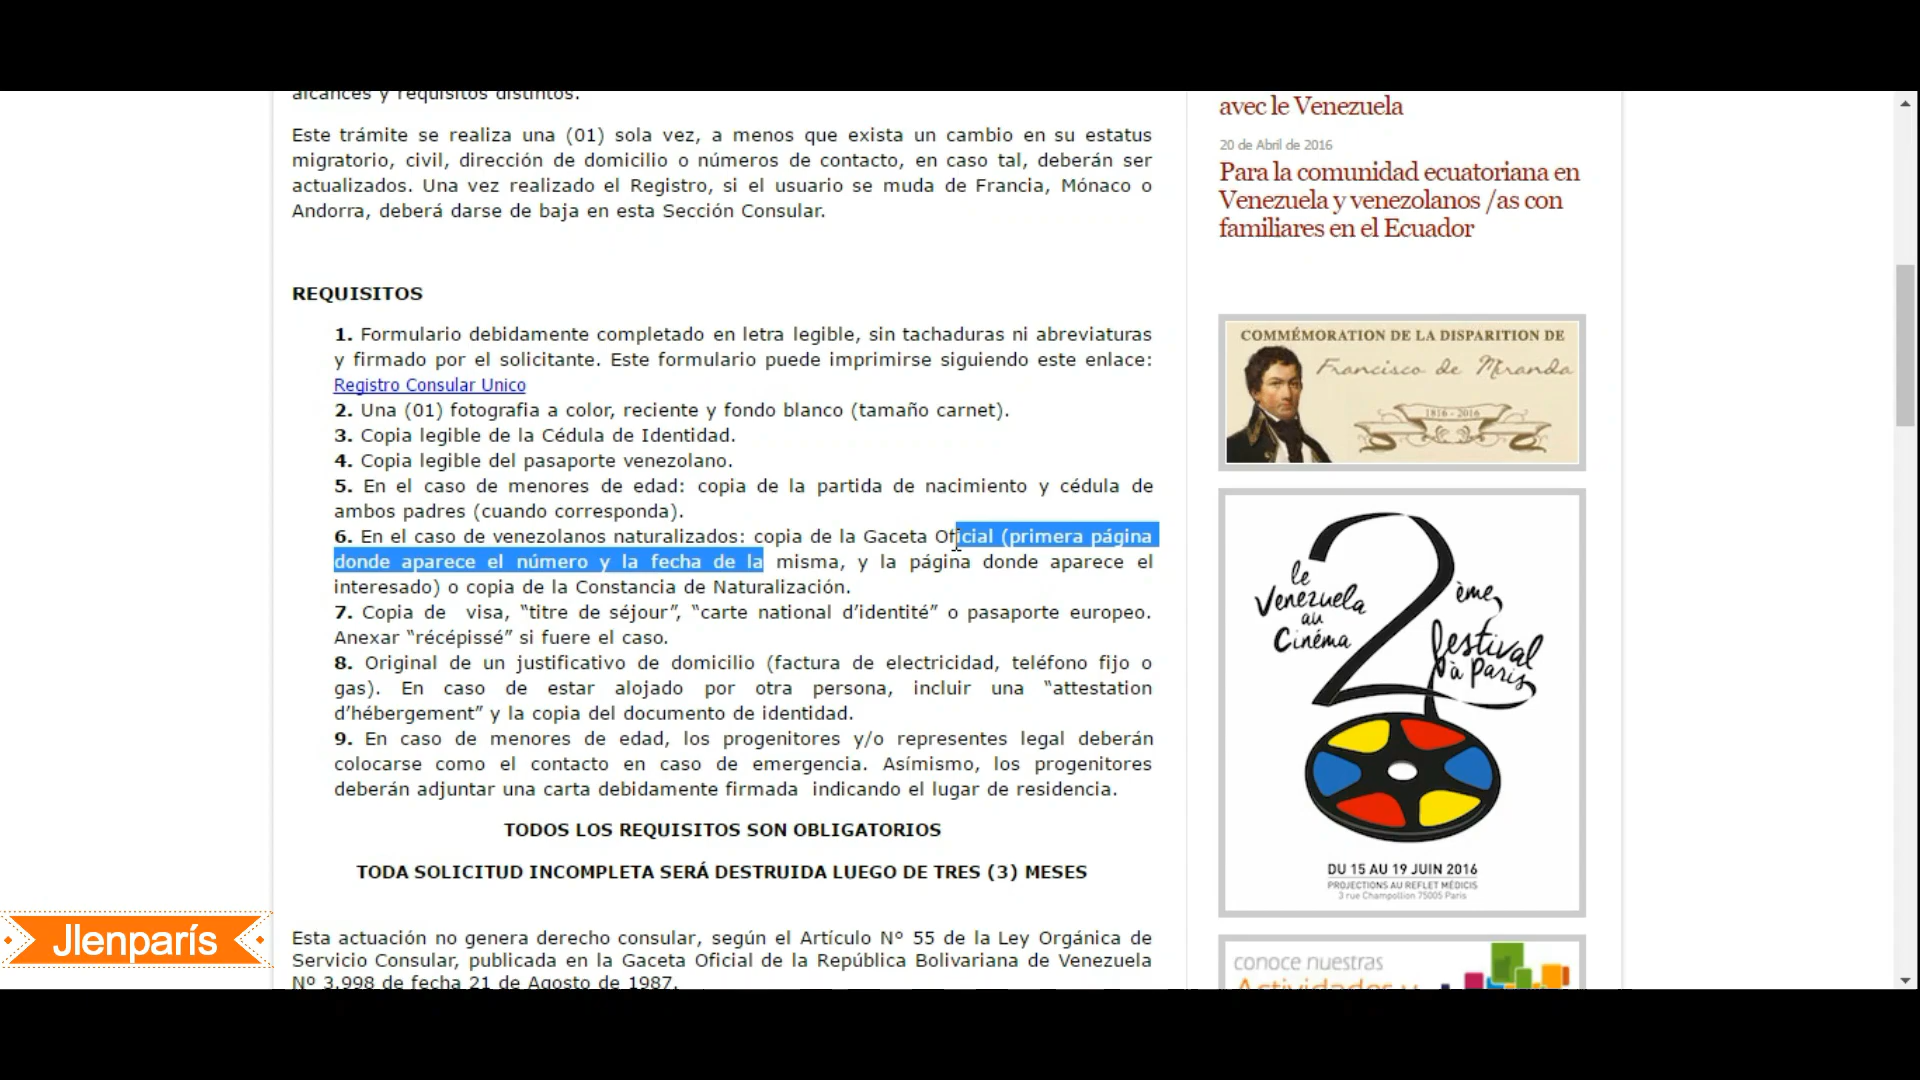 alcances y requisitos distintos.
Este trámite se realiza una (01) sola vez, a menos que exista un cambio en su estatus
migratorio, civil, dirección de domicilio o números de contacto, en caso tal, deberán ser
actualizados. Una vez realizado el Registro, si el usuario se muda de Francia, Mónaco o
Andorra, deberá darse de baja en esta Sección Consular.
REQUISITOS
1. Formulario debidamente completado en letra legible, sin tachaduras ni abreviaturas
y firmado por el solicitante. Este formulario puede imprimirse siguiendo este enlace:
Registro Consular Unico
2. Una (01) fotografia a color, reciente y fondo blanco (tamaño carnet).
3. Copia legible de la Cédula de Identidad.
4. Copia legible del pasaporte venezolano.
5. En el caso de menores de edad: copia de la partida de nacimiento y cédula de
ambos padres (cuando corresponda).
6. En el caso de venezolanos naturalizados: copia de la Gaceta Oficial (primera página
donde aparece el número y la fecha de la misma, y la página donde aparece el
interesado) o copia de la Constancia de Naturalización.
7. Copia de visa, “titre de séjour”, “carte national d’identité” o pasaporte europeo.
Anexar “récépissé” si fuere el caso.
8. Original de un justificativo de domicilio (factura de electricidad, teléfono fijo o
gas). En caso de estar alojado por otra persona, incluir una “attestation
d’hébergement” y la copia del documento de identidad.
9. En caso de menores de edad, los progenitores y/o representes legal deberán
colocarse como el contacto en caso de emergencia. Asímismo, los progenitores
deberán adjuntar una carta debidamente firmada indicando el lugar de residencia.
TODOS LOS REQUISITOS SON OBLIGATORIOS
TODA SOLICITUD INCOMPLETA SERÁ DESTRUIDA LUEGO DE TRES (3) MESES
Esta actuación no genera derecho consular, según el Artículo Nº 55 de la Ley Orgánica de
Servicio Consular, publicada en la Gaceta Oficial de la República Bolivariana de Venezuela
Nº 3.998 de fecha 21 de Agosto de 1987.
avec le Venezuela
20 de Abril de 2016
Para la comunidad ecuatoriana en
Venezuela y venezolanos /as con
familiares en el Ecuador
COMMÉMORATION DE LA DISPARITION DE
Francisco de Miranda
1816 - 2016
le
Venezuela
au
Cinéma
2
ème
festival
à Paris
DU 15 AU 19 JUIN 2016
PROJECTIONS AU REFLET MÉDICIS
3 rue Champollion 75005 Paris
conoce nuestras
Actividades y
Jlenparís